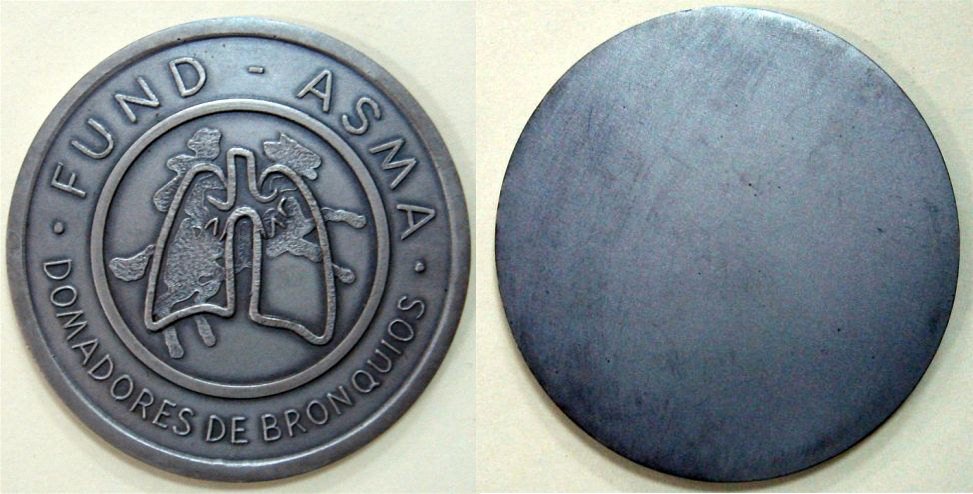 FUND - ASMA
DOMADORES DE BRONQUIOS